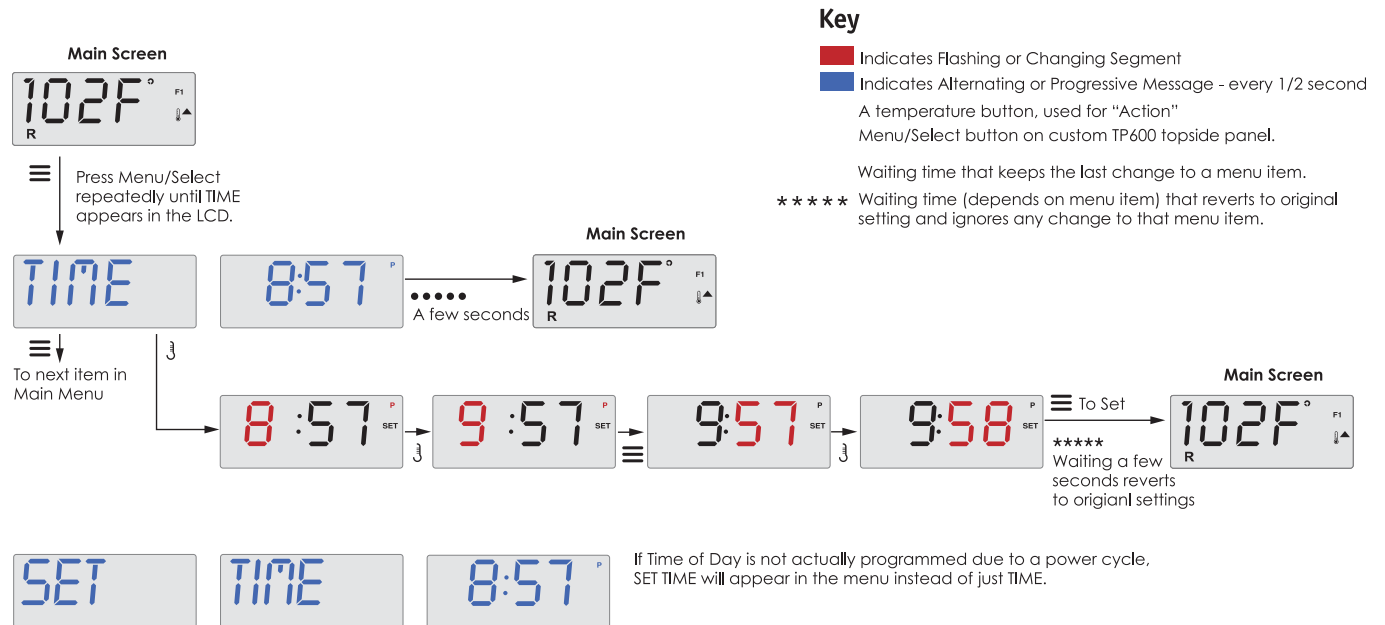 Key
Indicates Flashing or Changing Segment
Indicates Alternating or Progressive Message - every 1/2 second
A temperature button, used for “Action”
Menu/Select button on custom TP600 topside panel.
Waiting time that keeps the last change to a menu item.
***** Waiting time (depends on menu item) that reverts to original
setting and ignores any change to that menu item.
Main Screen
102F°
F1
R
Press Menu/Select
repeatedly until TIME
appears in the LCD.
TIME
8:57 P
A few seconds
Main Screen
102F°
F1
R
To next item in
Main Menu
8:57 P SET
9:57 P SET
9:57 P SET
9:58 P SET
To Set
*****
Waiting a few
seconds reverts
to origianl settings
Main Screen
102F°
F1
R
SET
TIME
8:57 P
If Time of Day is not actually programmed due to a power cycle,
SET TIME will appear in the menu instead of just TIME.